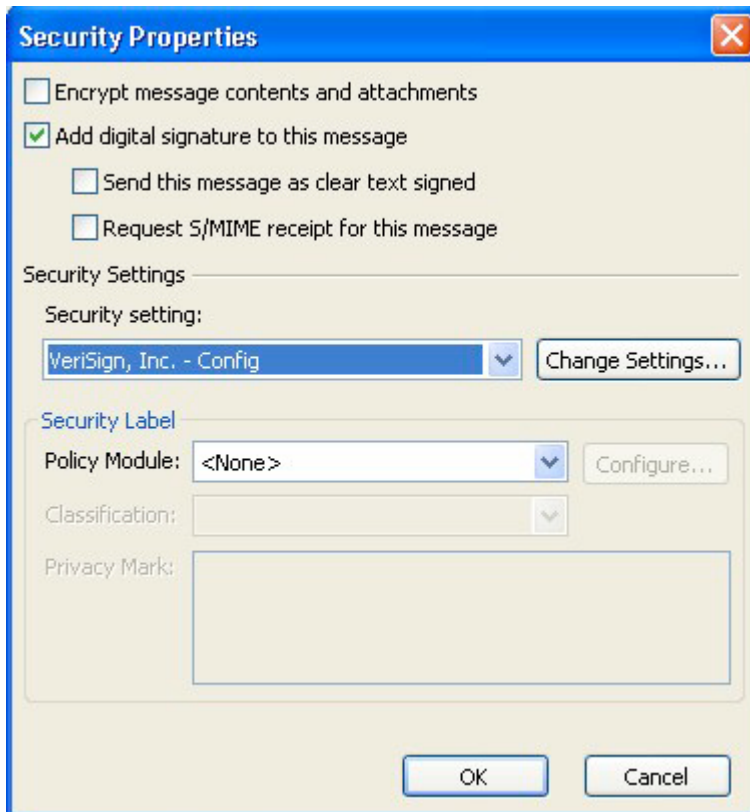 Security Properties
Encrypt message contents and attachments
Add digital signature to this message
Send this message as clear text signed
Request S/MIME receipt for this message
Security Settings
Security setting:
VeriSign, Inc. - Config
Change Settings...
Security Label
Policy Module: <None>
Configure...
Classification:
Privacy Mark:
OK
Cancel